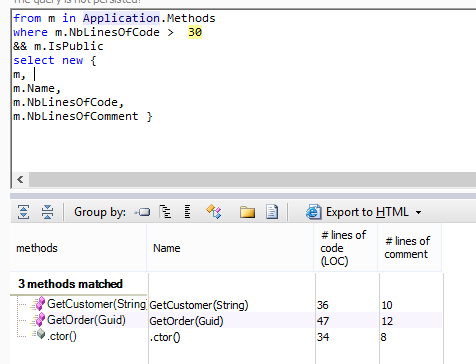 The query is not persisted!
from m in Application.Methods
where m.NbLinesOfCode > 30
&& m.IsPublic
select new {
m,
m.Name,
m.NbLinesOfCode,
m.NbLinesOfComment }
Group by:
Export to HTML
methods Name # lines of code (LOC) # lines of comment
3 methods matched
GetCustomer(String GetCustomer(String) 36 10
GetOrder(Guid) GetOrder(Guid) 47 12
.ctor() .ctor() 34 8